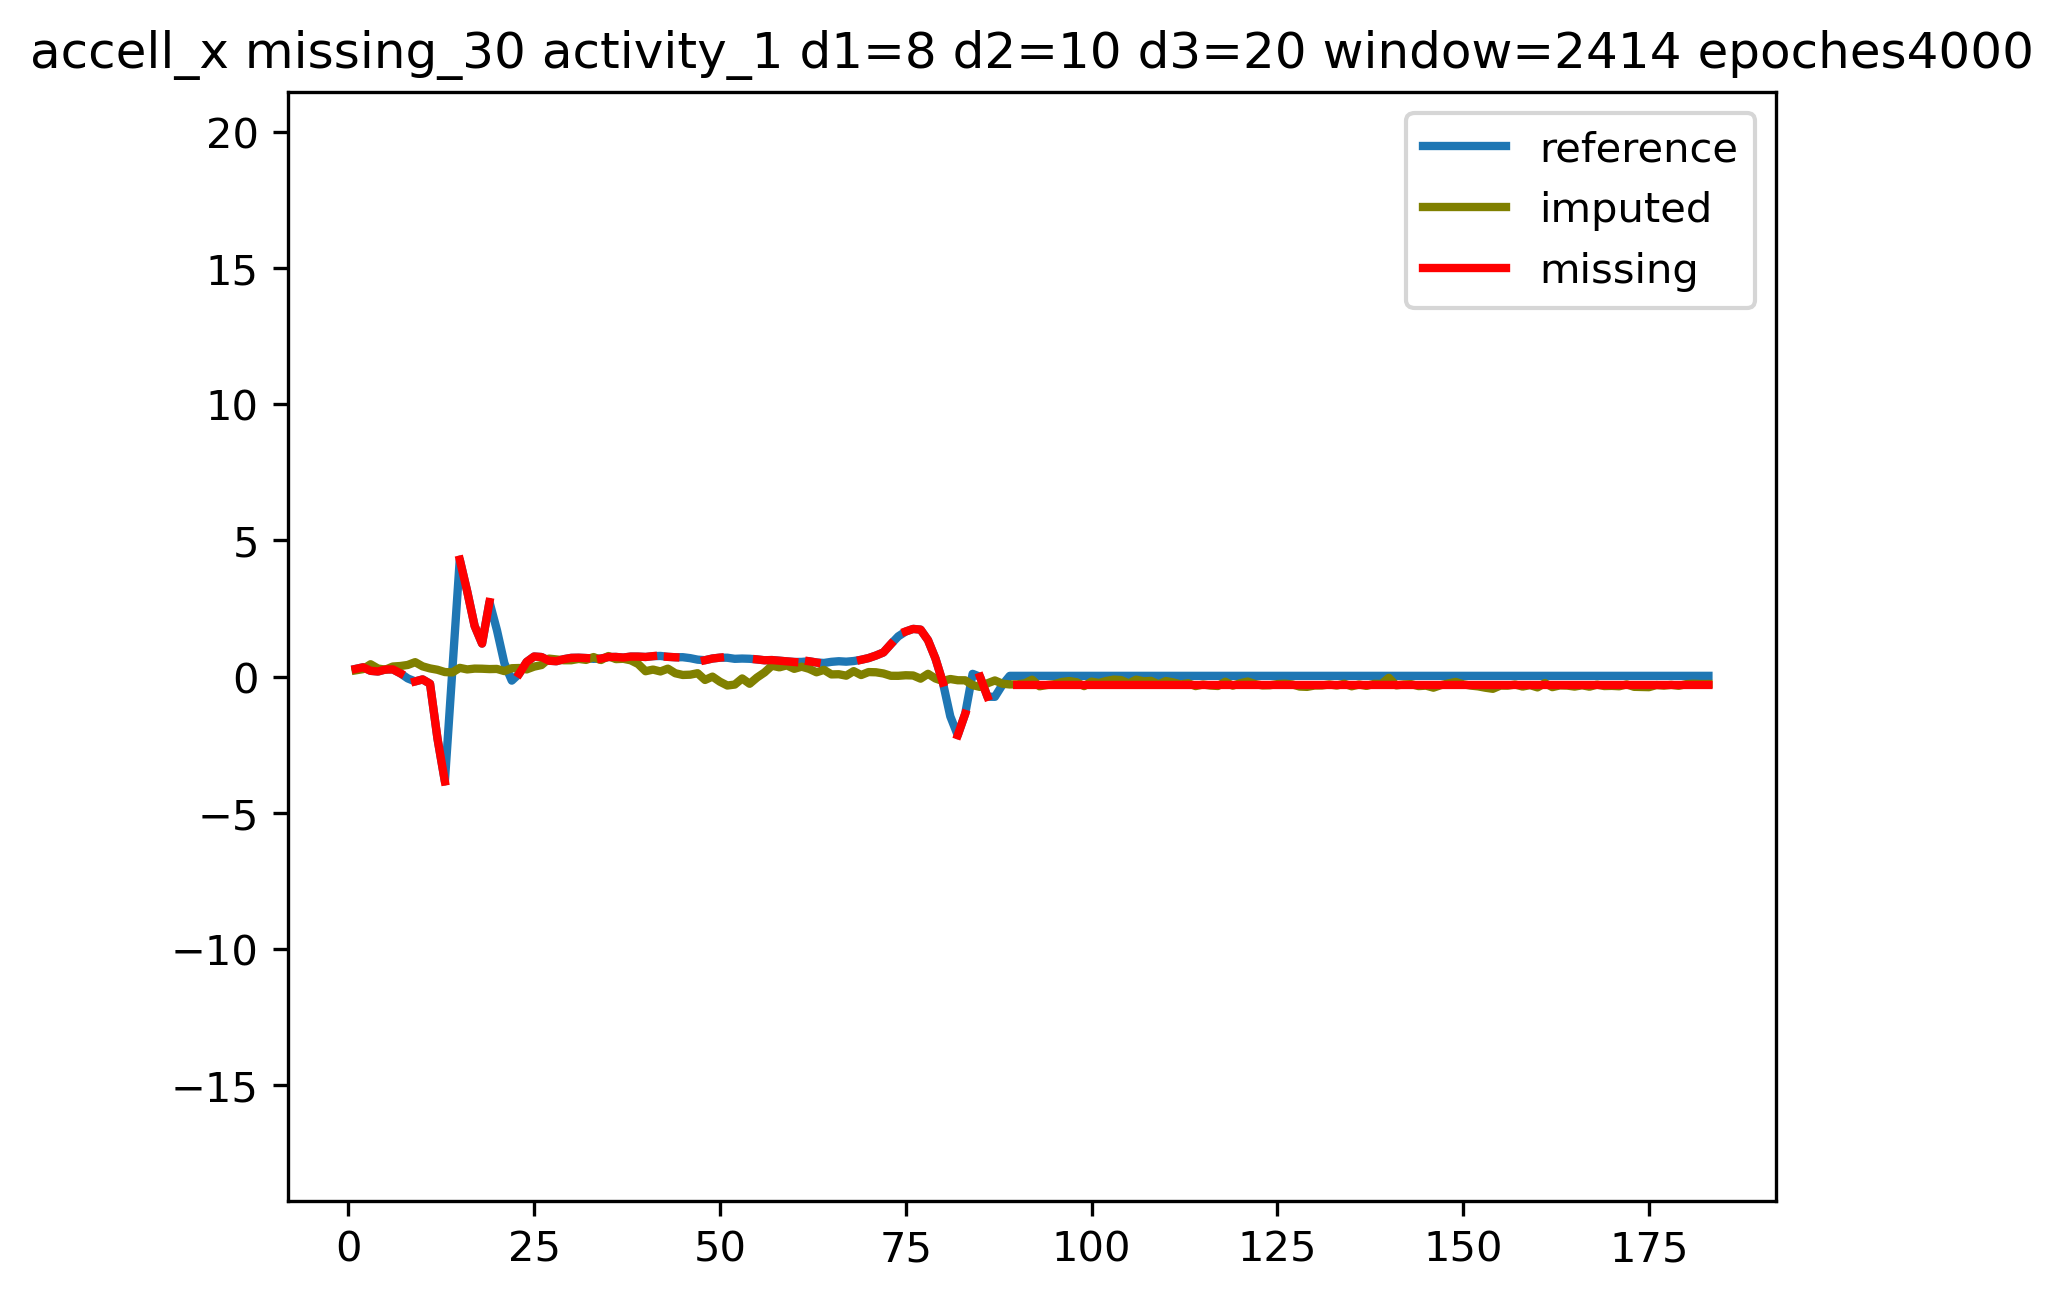 accell_x missing_30 activity_1 d1=8 d2=10 d3=20 window=2414 epoches4000
reference
imputed
missing
20
15
10
5
0
−5
−10
−15
0 25 50 75 100 125 150 175